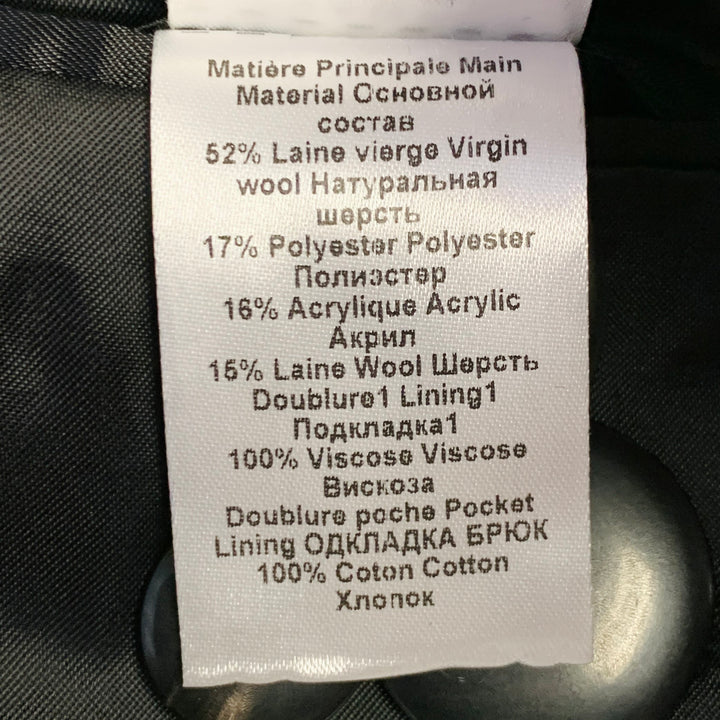 Matière Principale Main
Material Основной
состав
52% Laine vierge Virgin
wool Натуральная
шерсть
17% Polyester Polyester
Полиэстер
16% Acrylique Acrylic
Акрил
15% Laine Wool Шерсть
Doublure1 Lining1
Подкладка1
100% Viscose Viscose
Вискоза
Doublure poche Pocket
Lining ОДКЛАДКА БРЮК
100% Coton Cotton
Хлопок